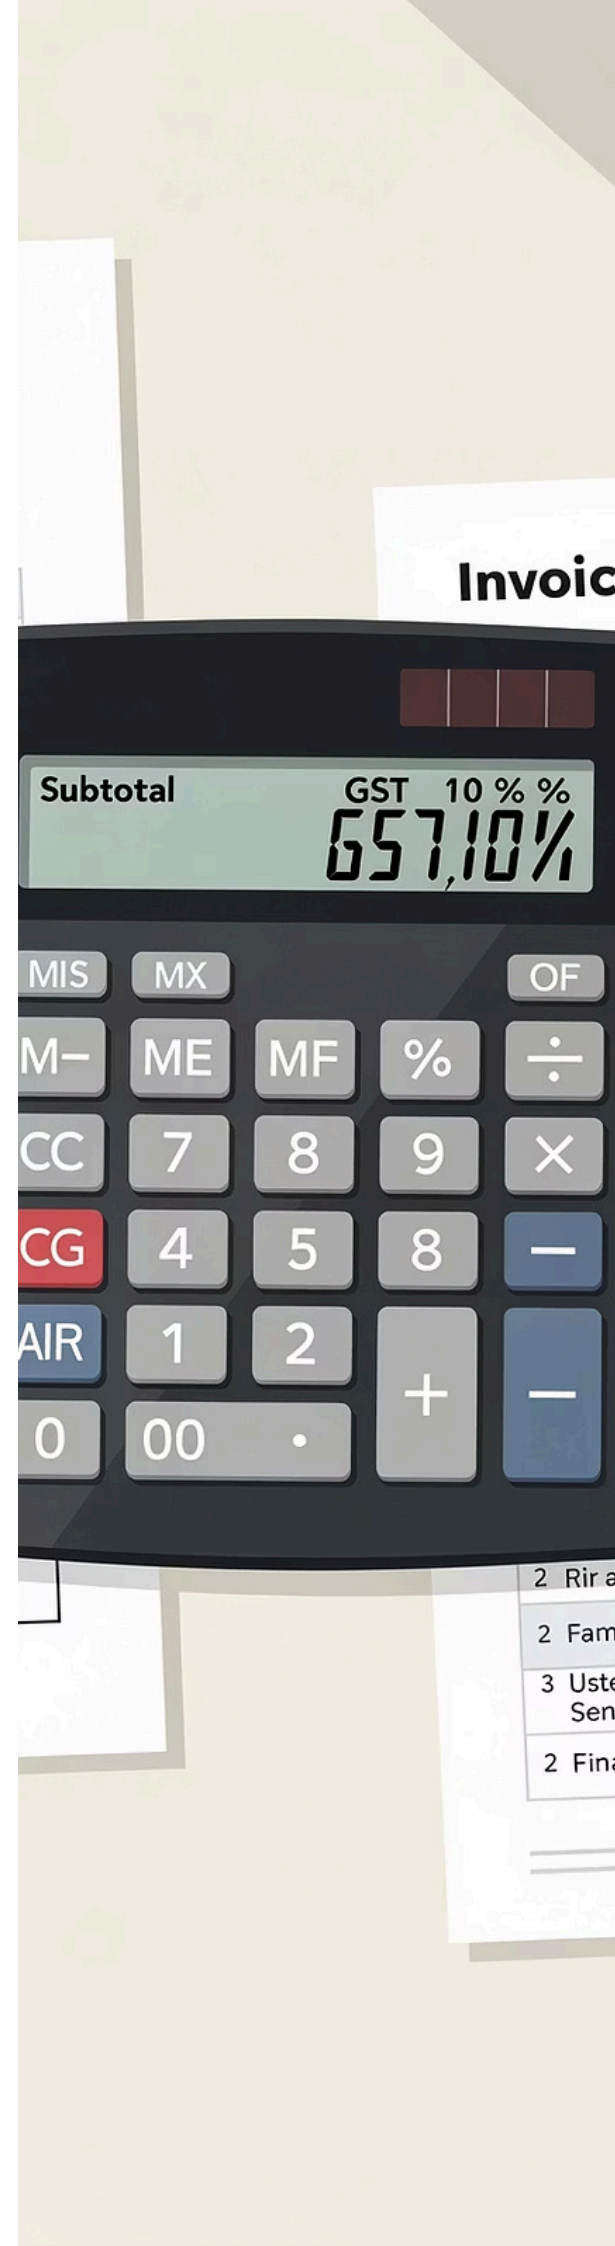 Invoic
Subtotal GST 10 % %
657,10%
MIS MX OF
M− ME MF % ÷
CC 7 8 9 ×
CG 4 5 8 −
AIR 1 2 + −
0 00 .
2 Rir a
2 Fam
3 Uste
Sen
2 Fina